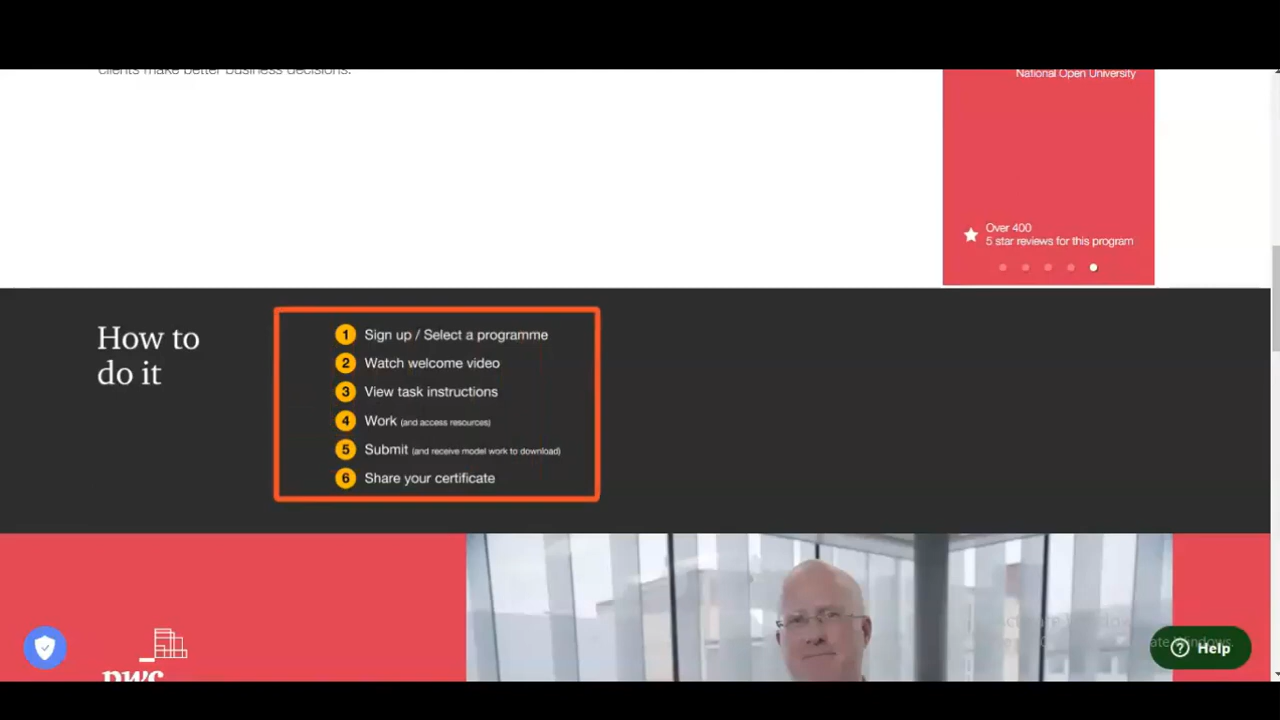 clients make better business decisions.
National Open University
Over 400
5 star reviews for this program
How to
do it
1 Sign up / Select a programme
2 Watch welcome video
3 View task instructions
4 Work (and access resources)
5 Submit (and receive model work to download)
6 Share your certificate
pwc
Help